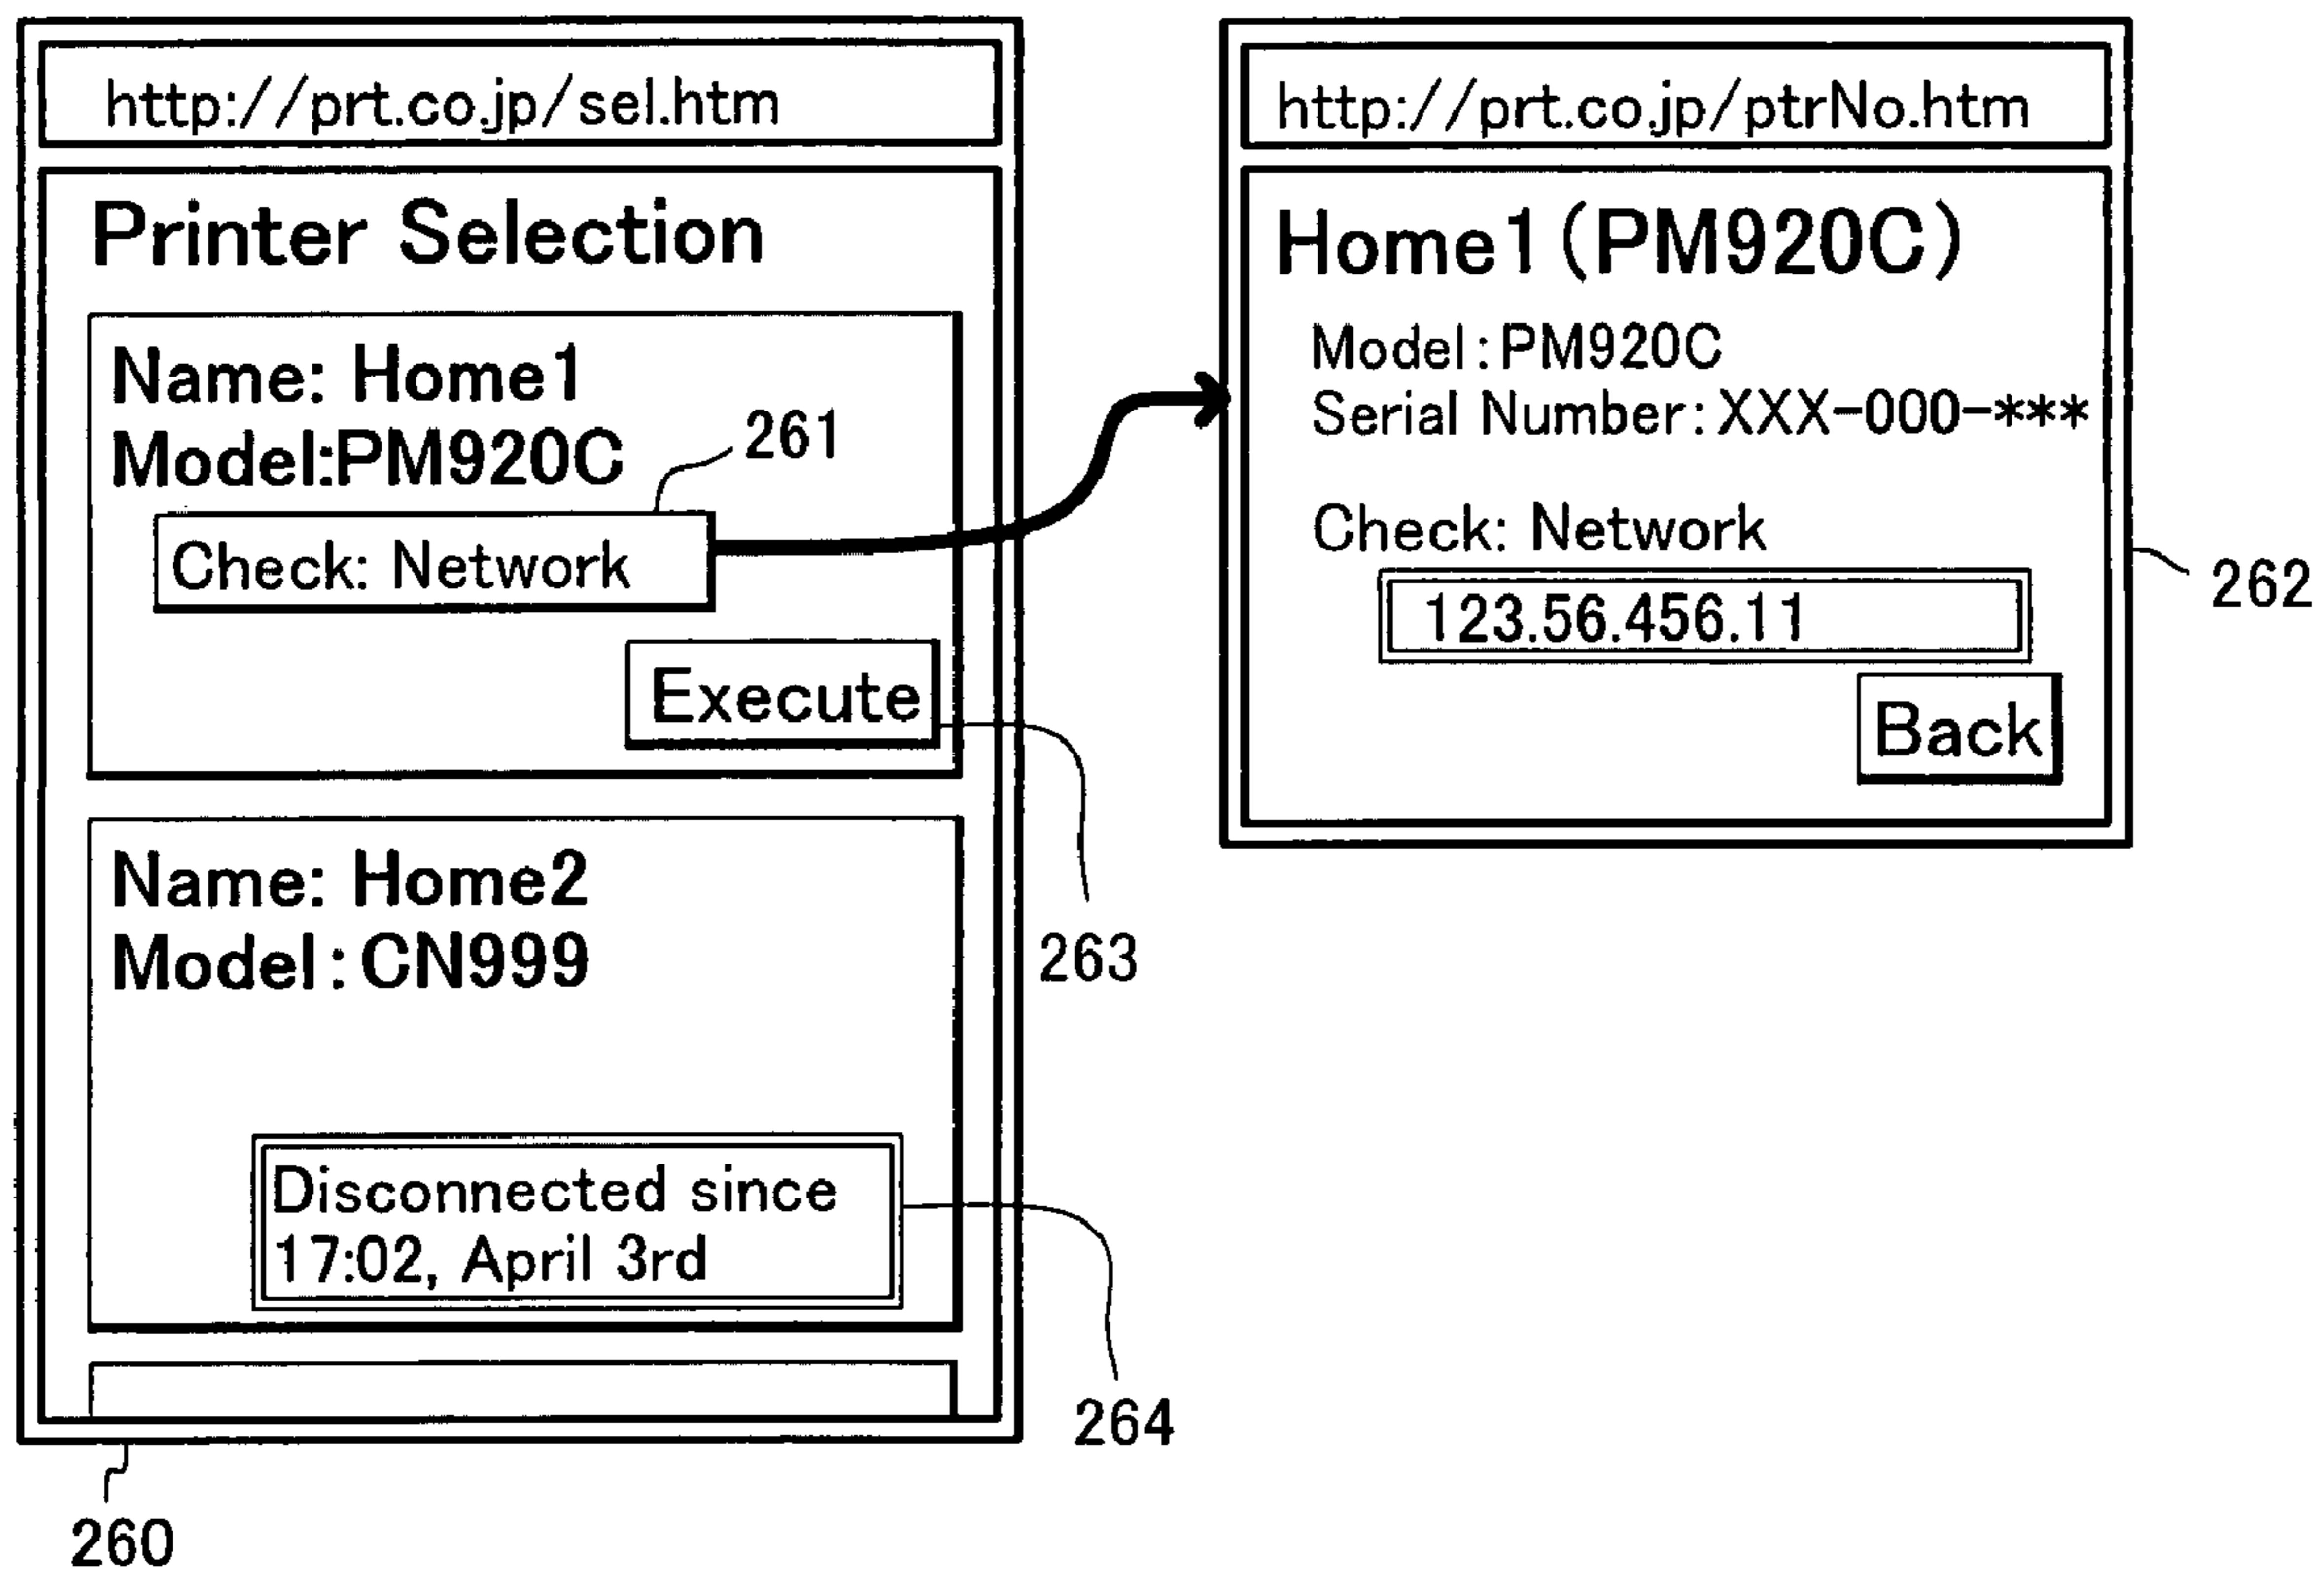 http://prt.co.jp/sel.htm
Printer Selection
Name: Home1
Model:PM920C
261
Check: Network
Execute
263
Name: Home2
Model:CN999
Disconnected since
17:02, April 3rd
264
260
http://prt.co.jp/ptrNo.htm
Home1(PM920C)
Model:PM920C
Serial Number:XXX-000-***
Check: Network
123.56.456.11
Back
262